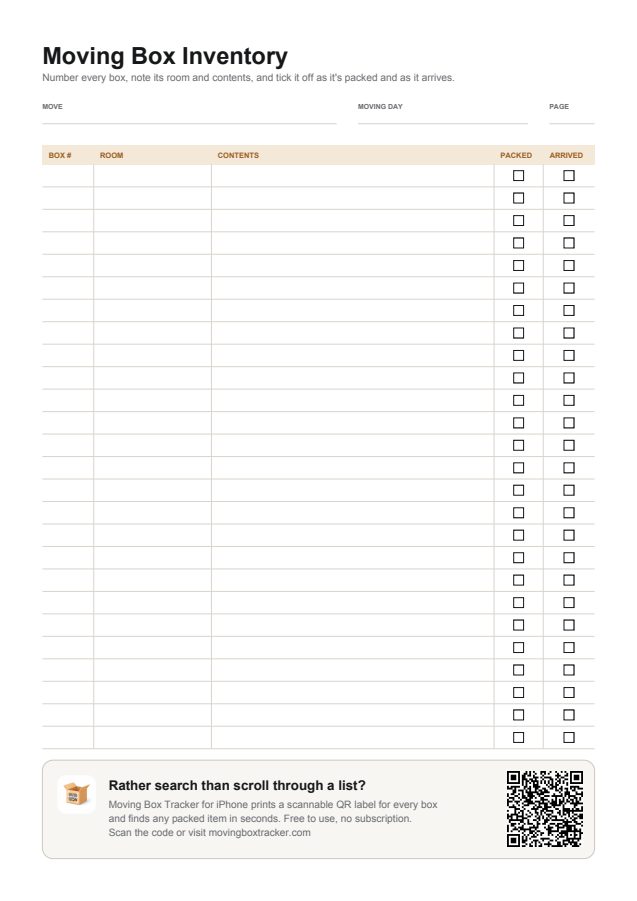 Moving Box Inventory
Number every box, note its room and contents, and tick it off as it's packed and as it arrives.
MOVE MOVING DAY PAGE
BOX # ROOM CONTENTS PACKED ARRIVED
Rather search than scroll through a list?
Moving Box Tracker for iPhone prints a scannable QR label for every box
and finds any packed item in seconds. Free to use, no subscription.
Scan the code or visit movingboxtracker.com